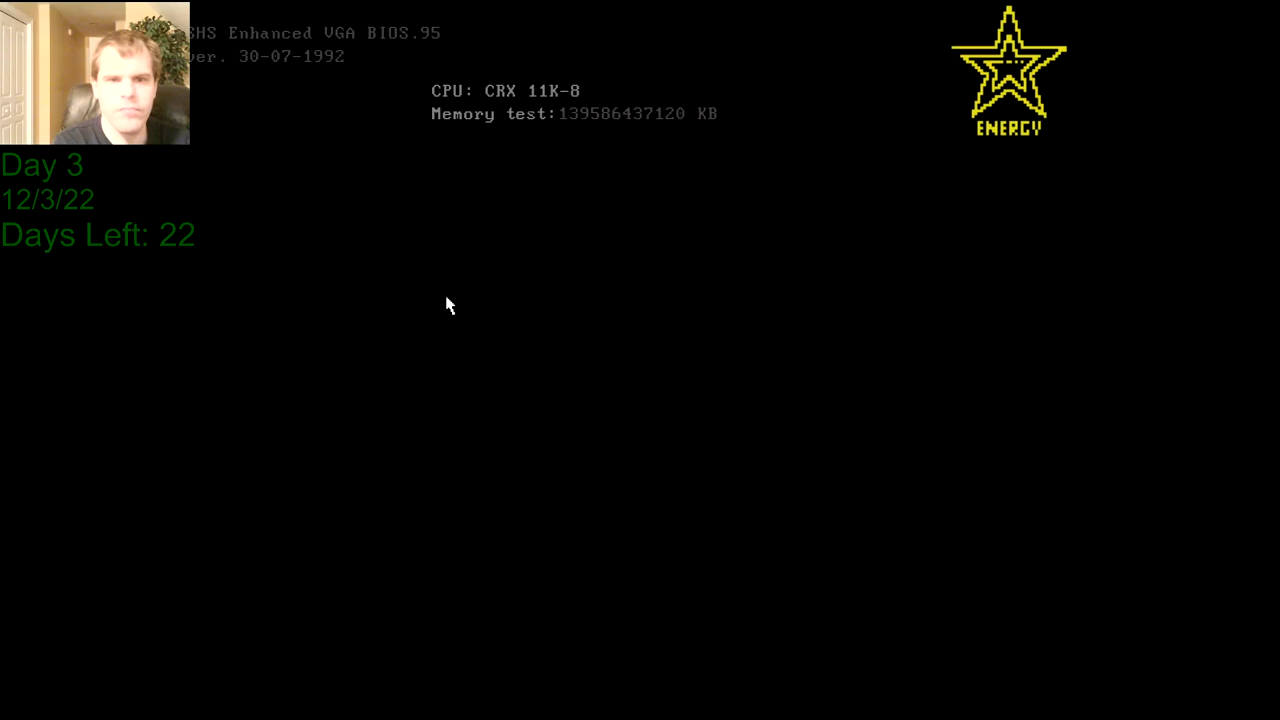 SHS Enhanced VGA BIOS.95
ver. 30-07-1992
CPU: CRX 11K-8
Memory test:139586437120 KB
ENERGY
Day 3
12/3/22
Days Left: 22